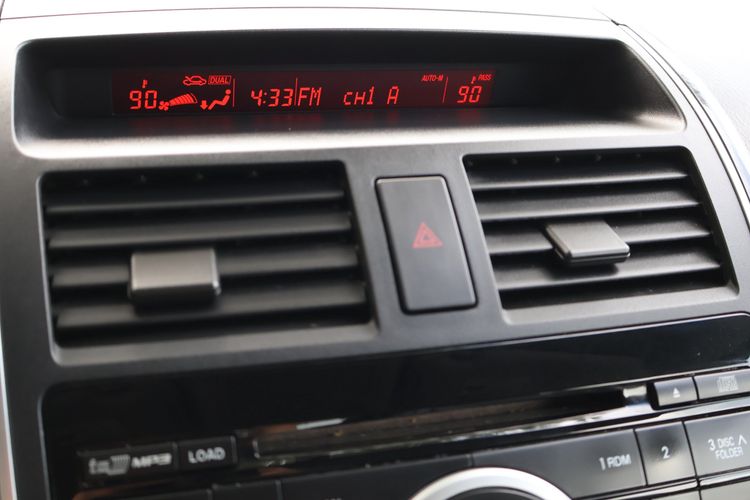 DUAL AUTO-M PASS
90 4:33 FM CH1 A 90
MP3 LOAD
1 RDM 2 3 DISC ∧
FOLDER